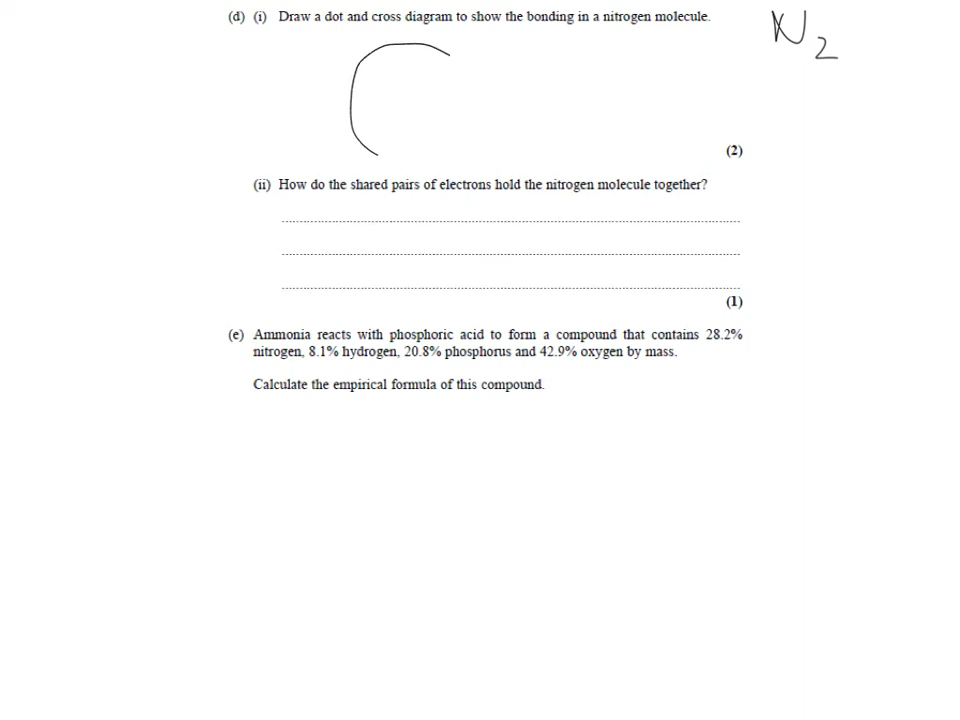 (d) (i) Draw a dot and cross diagram to show the bonding in a nitrogen molecule.
N2
(2)
(ii) How do the shared pairs of electrons hold the nitrogen molecule together?
(1)
(e) Ammonia reacts with phosphoric acid to form a compound that contains 28.2%
nitrogen, 8.1% hydrogen, 20.8% phosphorus and 42.9% oxygen by mass.
Calculate the empirical formula of this compound.